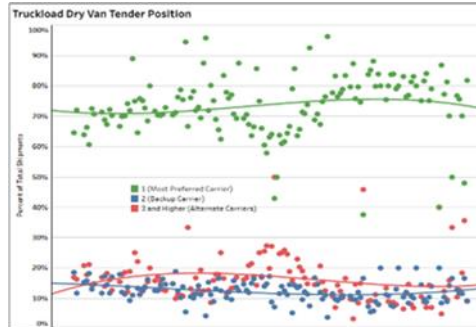 Truckload Dry Van Tender Position
100%
90%
80%
70%
60%
50%
40%
30%
20%
10%
0%
Percent of Total Shipments
1 (Most Preferred Carrier)
2 (Backup Carrier)
3 and Higher (Alternate Carriers)